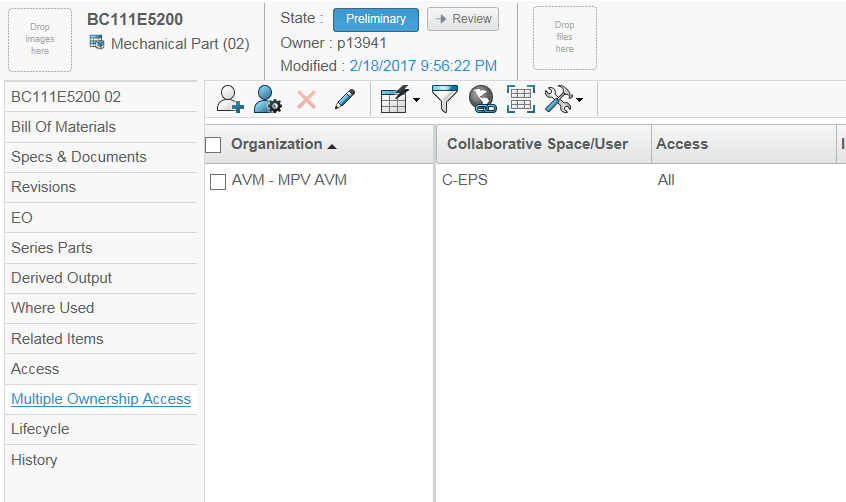 Drop
images
here
BC111E5200
Mechanical Part (02)
State : Preliminary Review
Owner : p13941
Modified : 2/18/2017 9:56:22 PM
Drop
files
here
BC111E5200 02
Bill Of Materials
Specs & Documents
Revisions
EO
Series Parts
Derived Output
Where Used
Related Items
Access
Multiple Ownership Access
Lifecycle
History
Organization Collaborative Space/User Access
AVM - MPV AVM C-EPS All